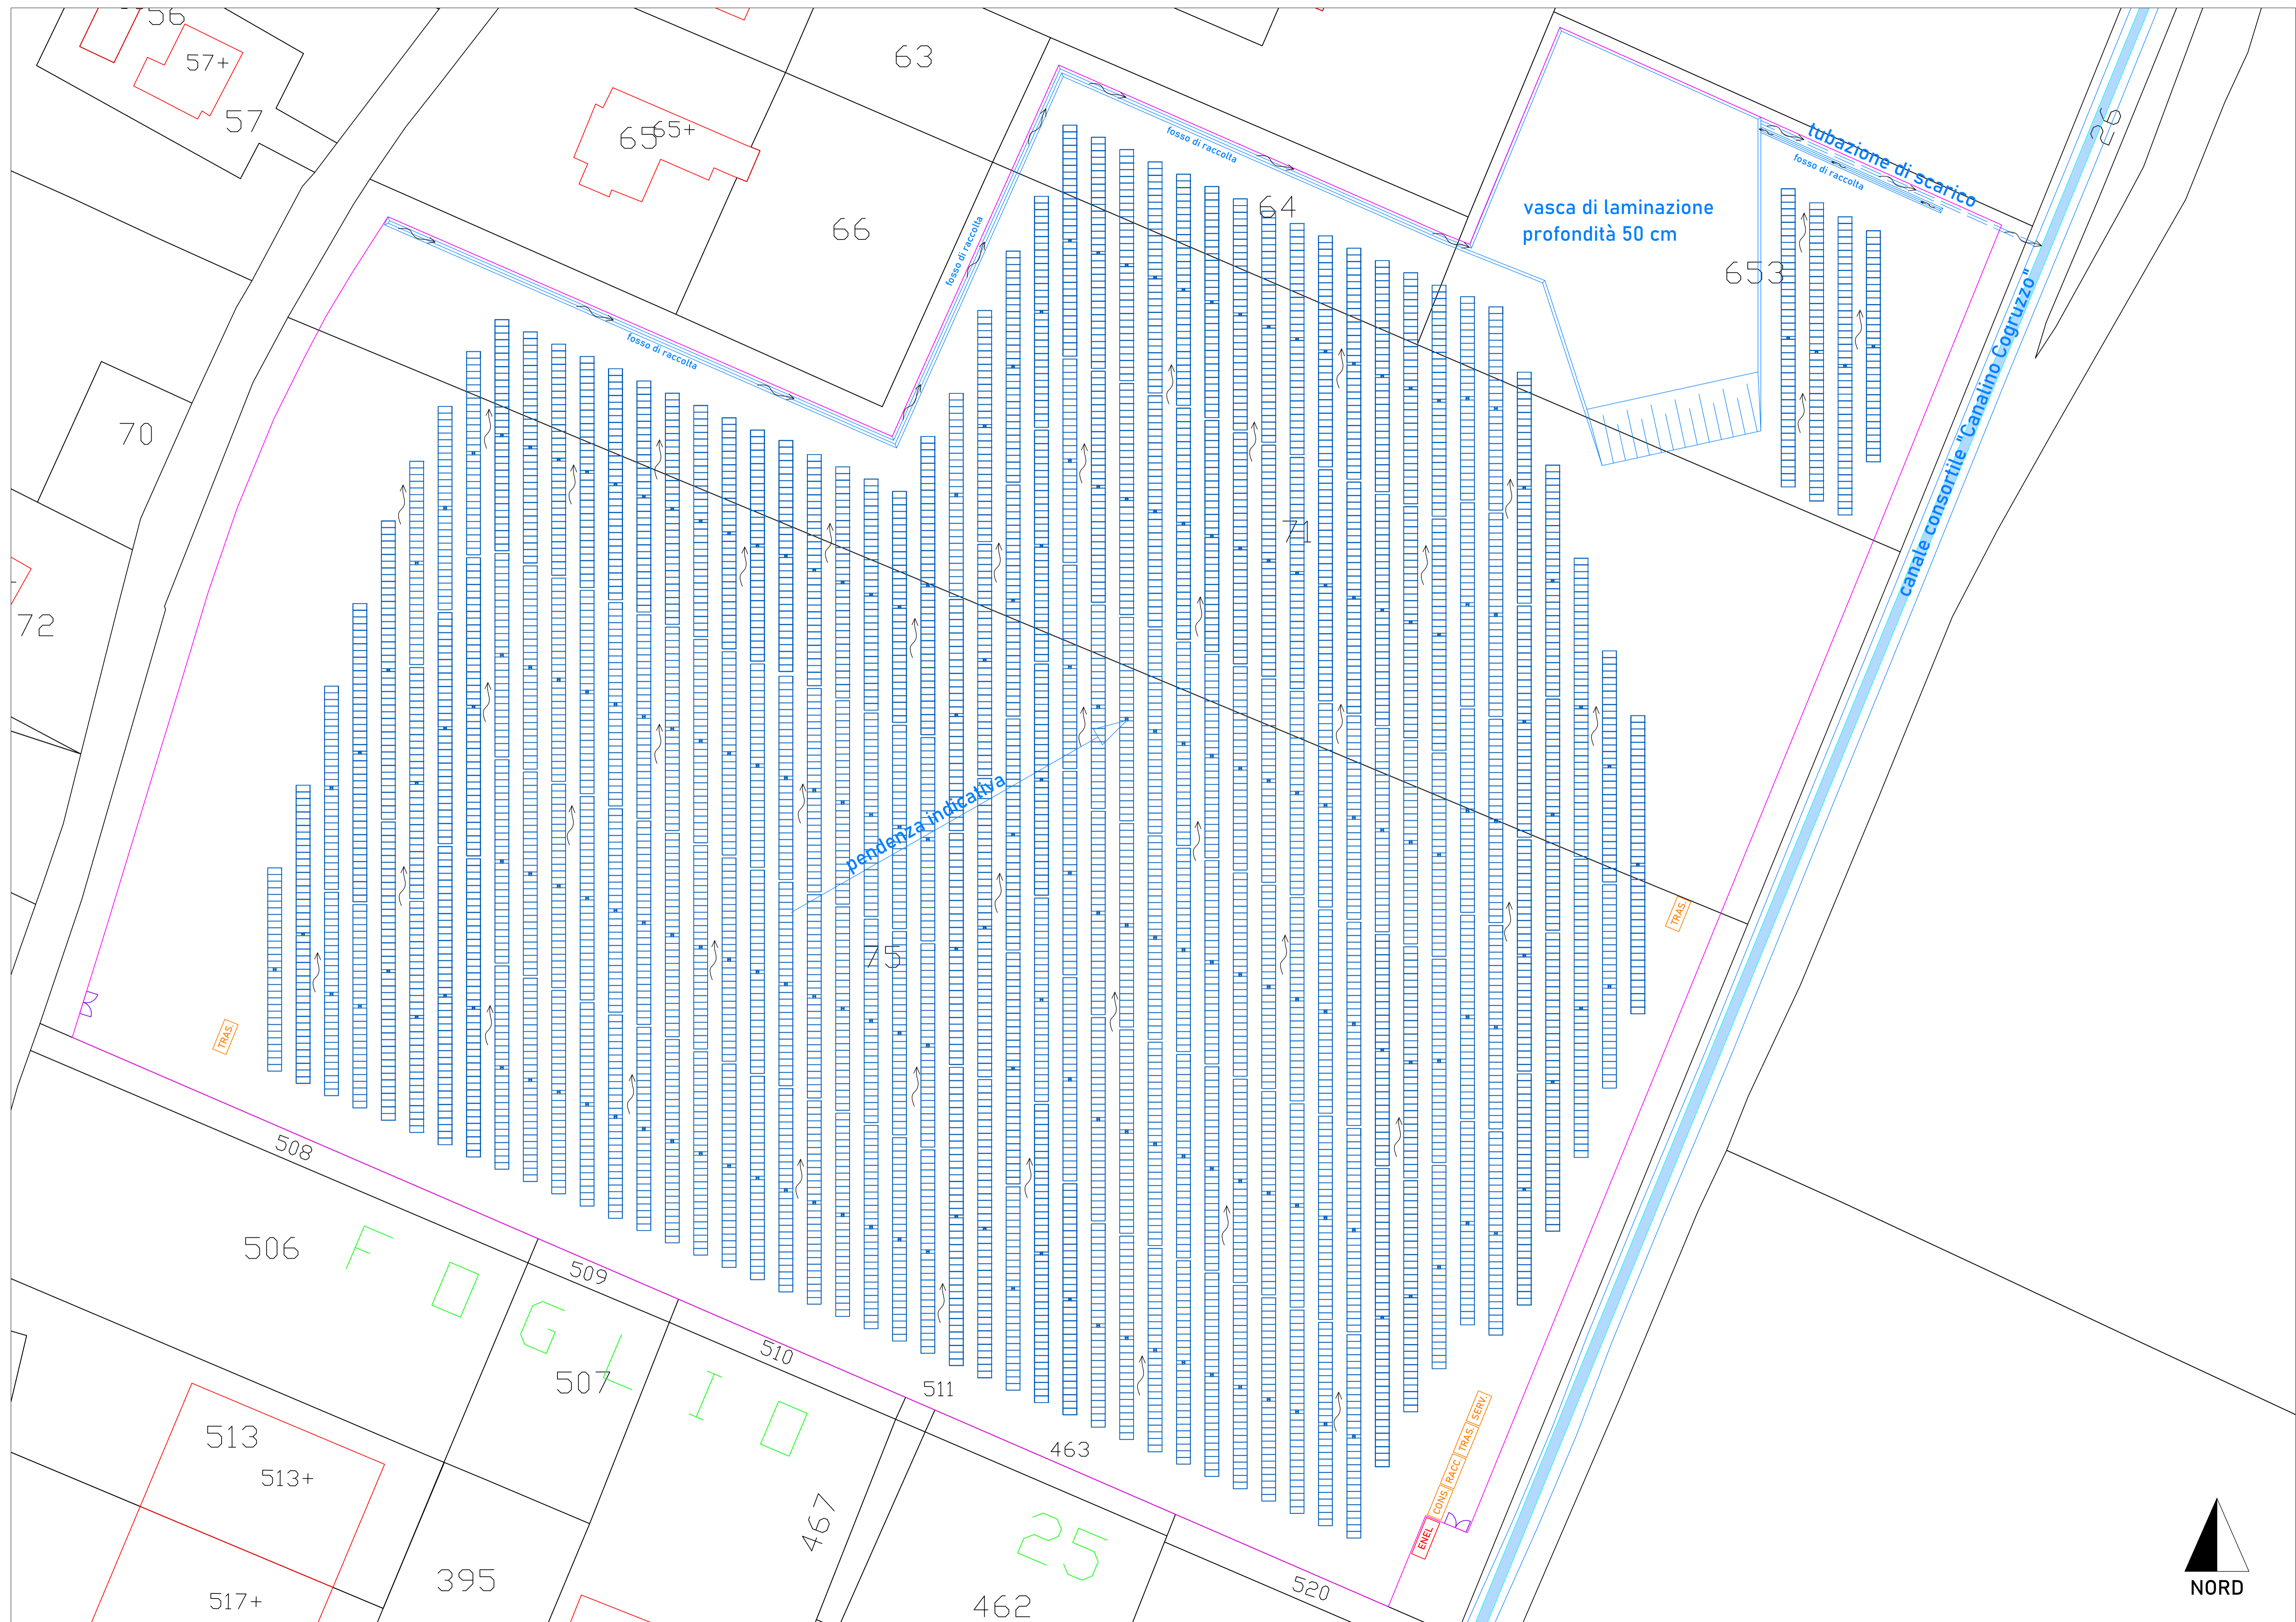 56
57+
57
63
65
65+
66
64
fosso di raccolta
tubazione di scarico
fosso di raccolta
26
vasca di laminazione
profondità 50 cm
653
fosso di raccolta
fosso di raccolta
canale consortile "Canalino Cogruzzo"
70
71
72
pendenza indicativa
75
TRAS.
TRAS.
508
506
FOGLIO
509
507
510
511
463
SERV.
TRAS.
RACC
CONS.
ENEL
513
513+
467
25
395
462
517+
520
NORD